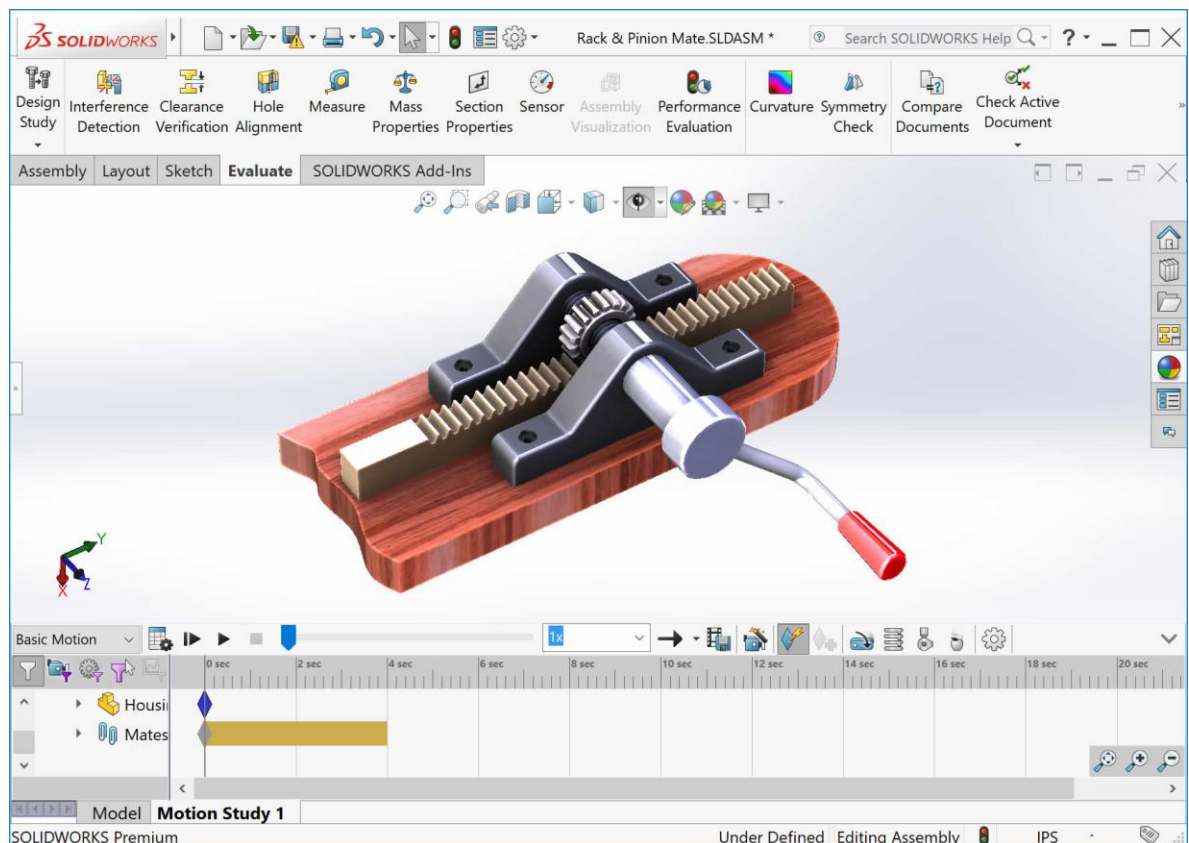 SOLIDWORKS
Rack & Pinion Mate.SLDASM *
Search SOLIDWORKS Help
?
Design Study
Interference Detection
Clearance Verification
Hole Alignment
Measure
Mass Properties
Section Properties
Sensor
Assembly Visualization
Performance Evaluation
Curvature
Symmetry Check
Compare Documents
Check Active Document
»
Assembly Layout Sketch Evaluate SOLIDWORKS Add-Ins
Y
X
Z
Basic Motion
1x
0 sec 2 sec 4 sec 6 sec 8 sec 10 sec 12 sec 14 sec 16 sec 18 sec 20 sec
Housi
Mates
Model Motion Study 1
SOLIDWORKS Premium Under Defined Editing Assembly IPS